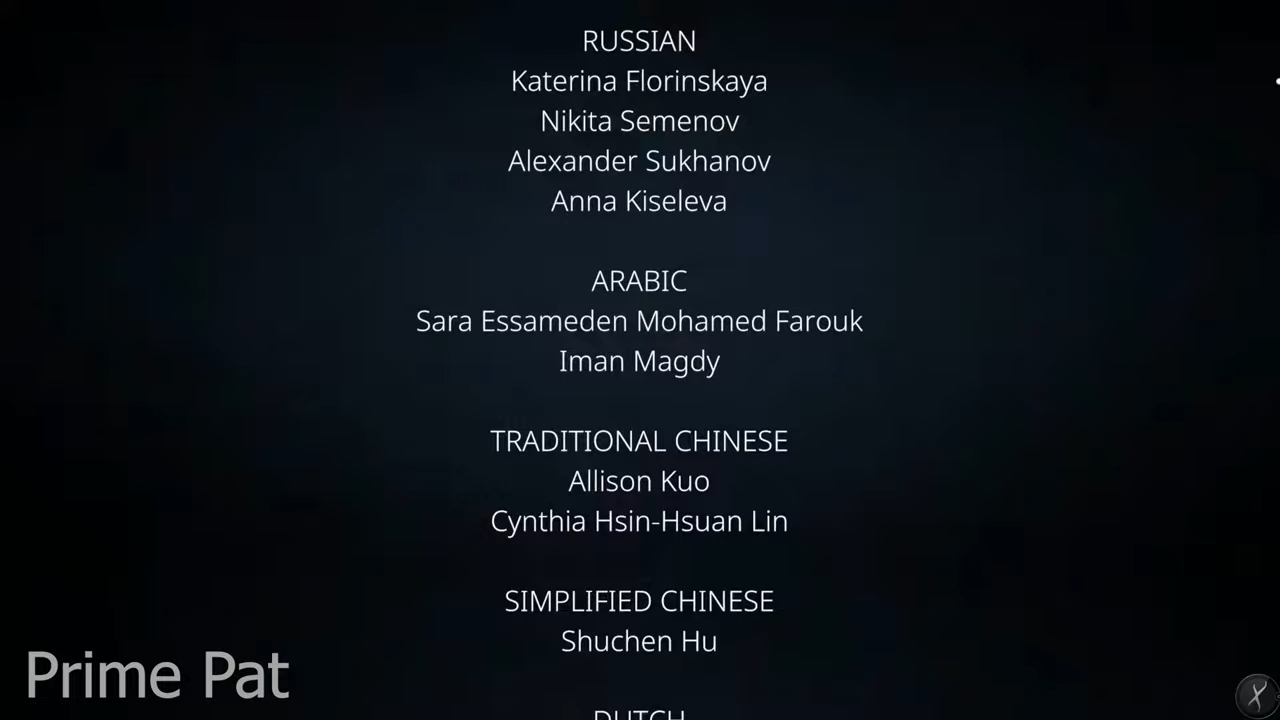 RUSSIAN
Katerina Florinskaya
Nikita Semenov
Alexander Sukhanov
Anna Kiseleva
ARABIC
Sara Essameden Mohamed Farouk
Iman Magdy
TRADITIONAL CHINESE
Allison Kuo
Cynthia Hsin-Hsuan Lin
SIMPLIFIED CHINESE
Shuchen Hu
DUTCH
Prime Pat